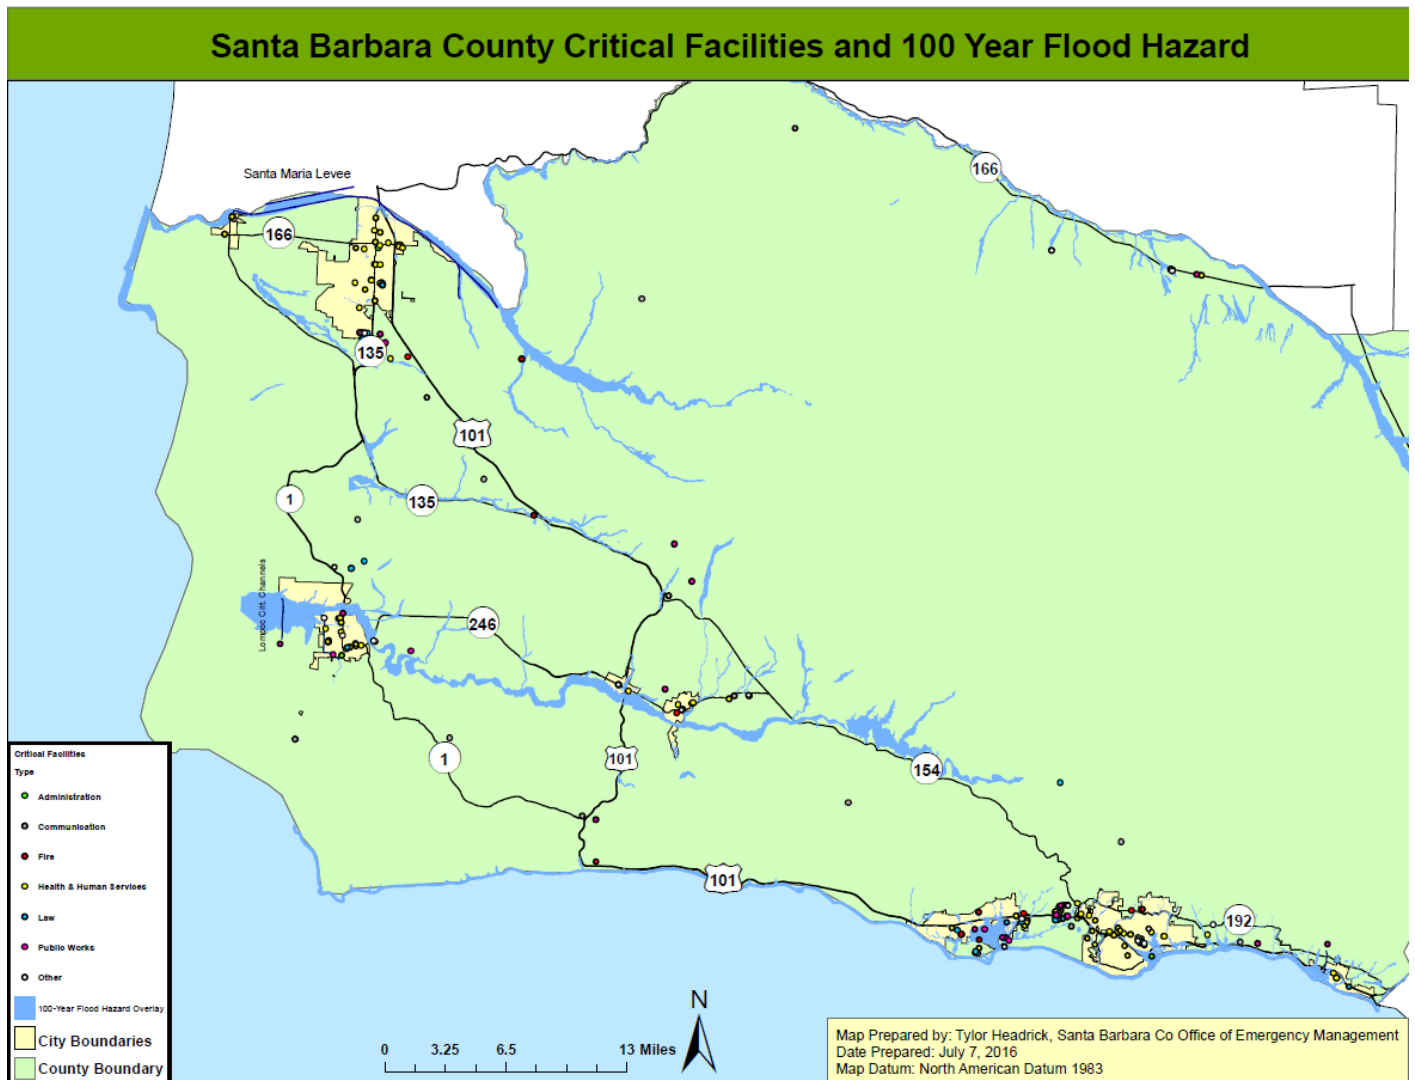 Santa Barbara County Critical Facilities and 100 Year Flood Hazard
Santa Maria Levee
166
166
135
101
1
135
Lompoc Crit. Channels
246
101
1
154
101
192
Critical Facilities
Type
Administration
Communication
Fire
Health & Human Services
Law
Public Works
Other
100-Year Flood Hazard Overlay
City Boundaries
County Boundary
N
0 3.25 6.5 13 Miles
Map Prepared by: Tylor Headrick, Santa Barbara Co Office of Emergency Management
Date Prepared: July 7, 2016
Map Datum: North American Datum 1983